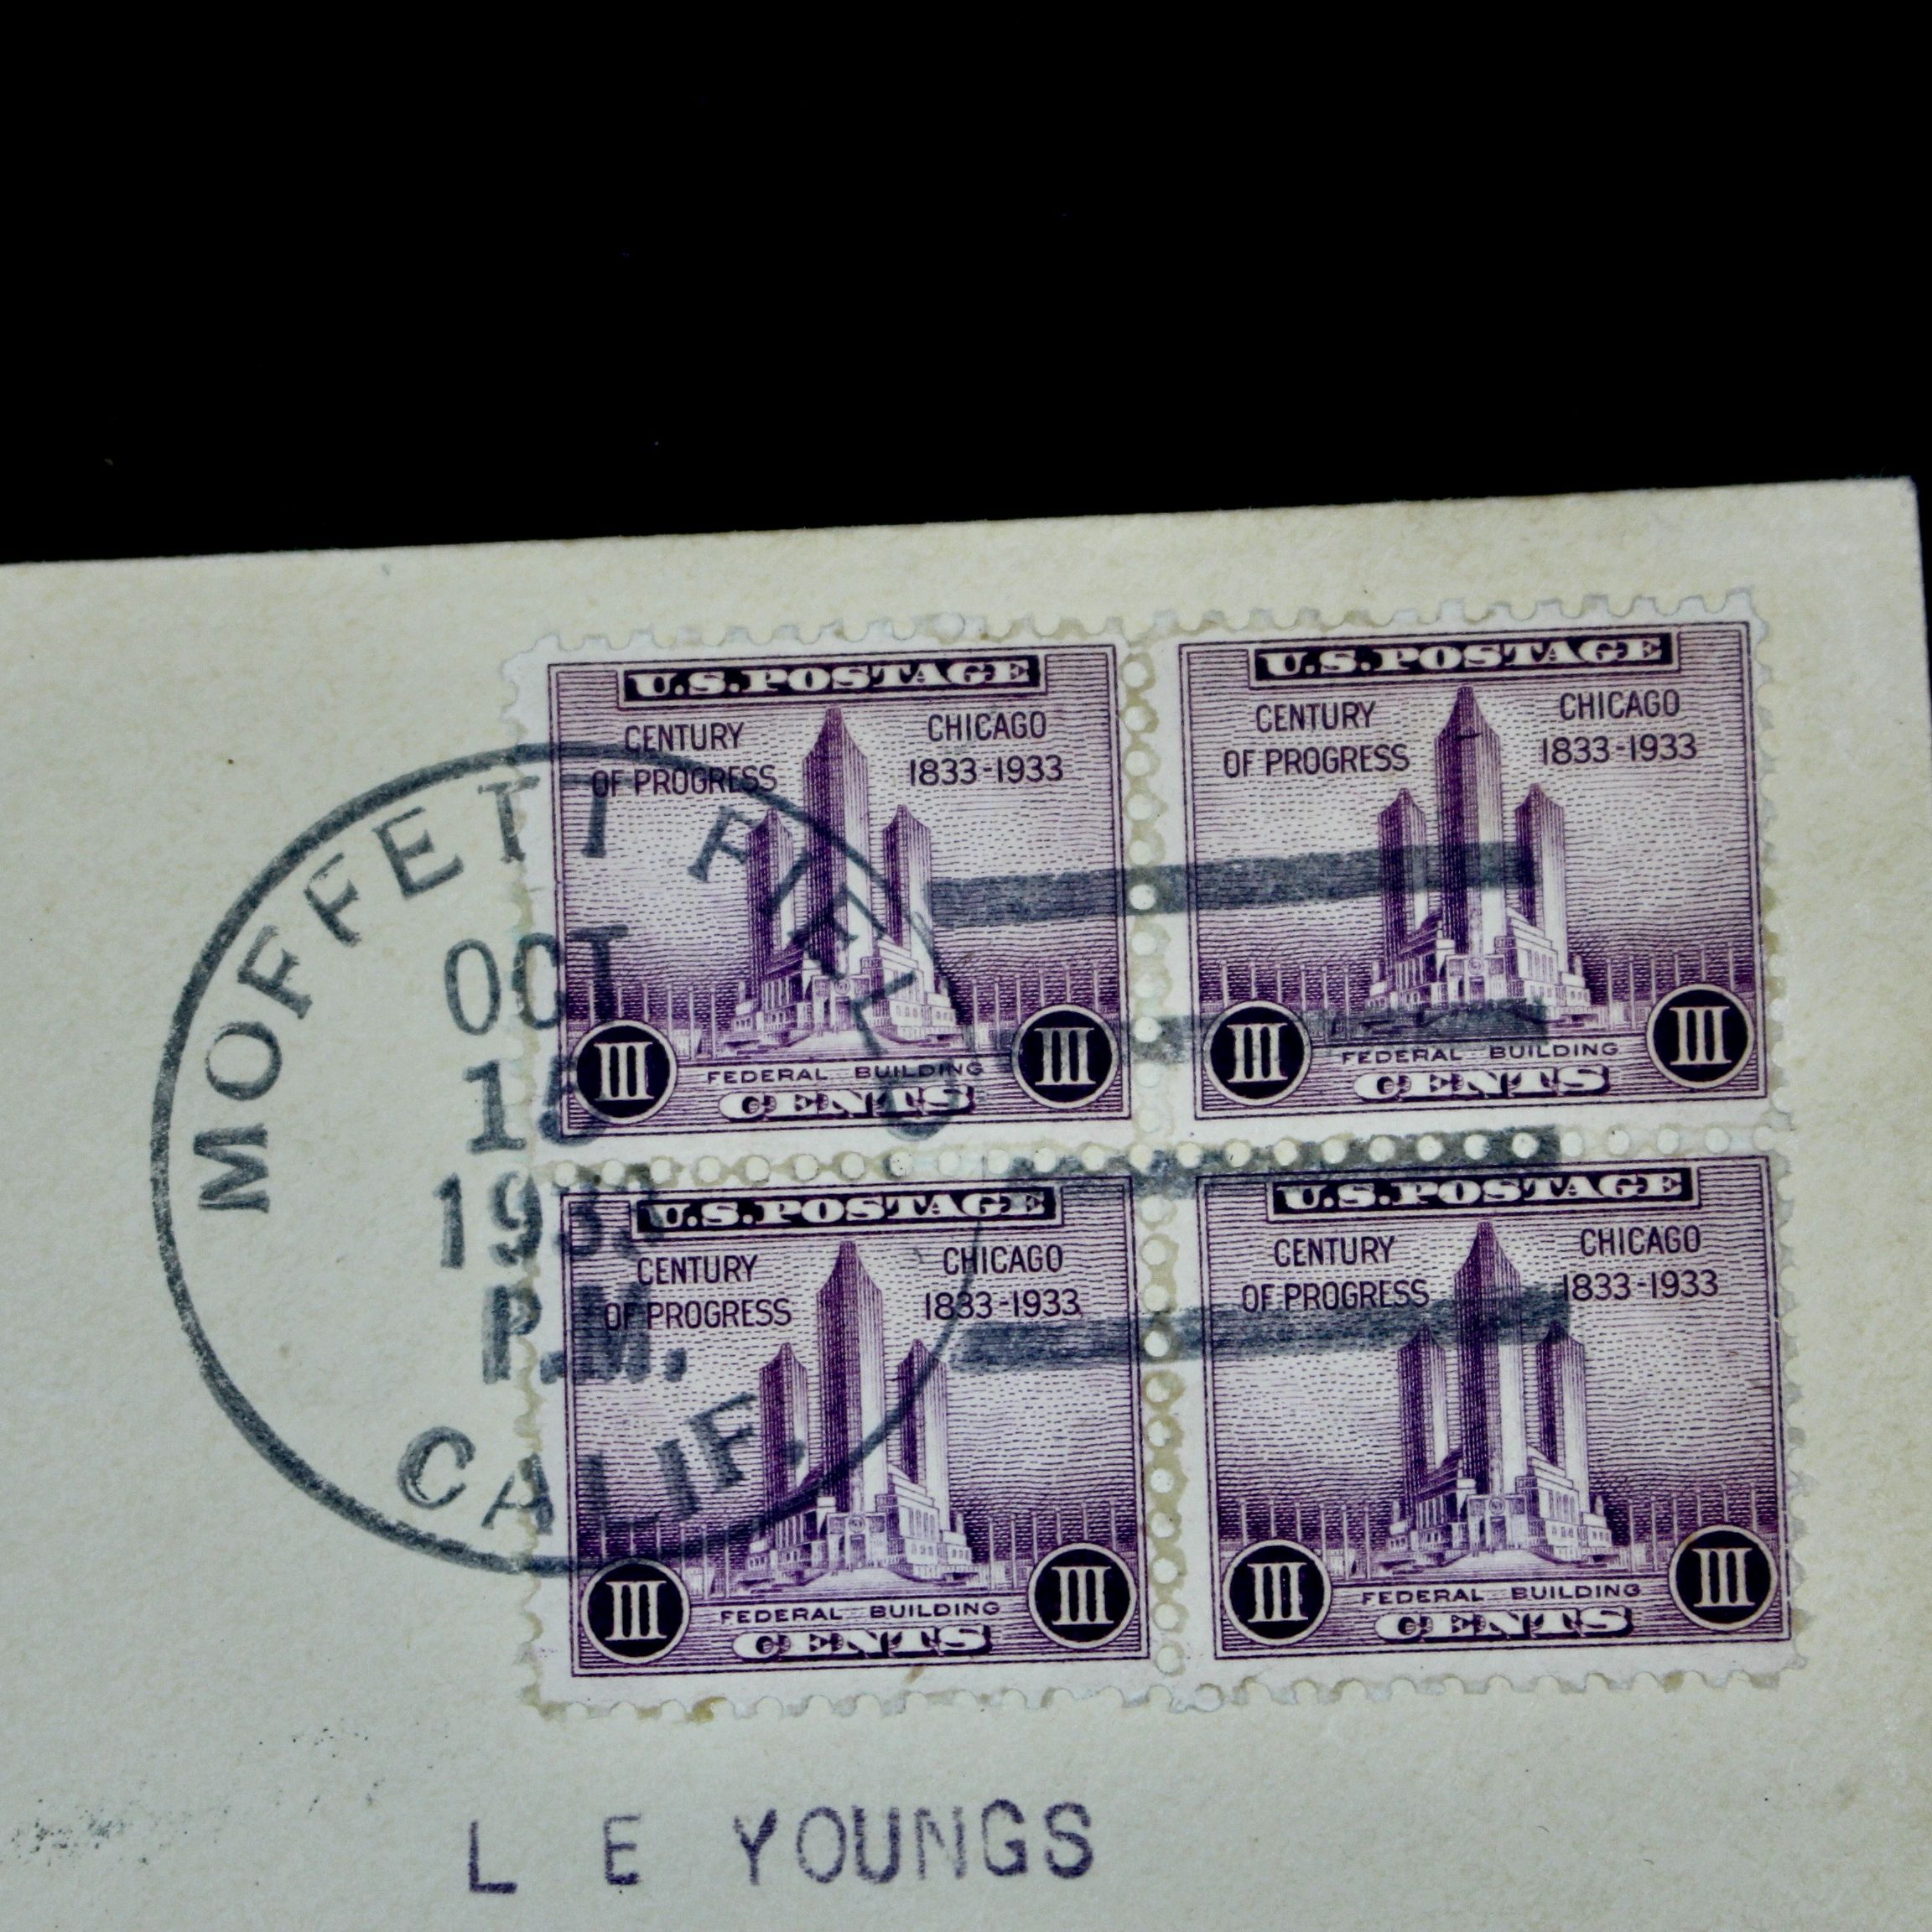 U.S. POSTAGE
CENTURY
OF PROGRESS
CHICAGO
1833-1933
III
FEDERAL BUILDING
CENTS
III
U.S. POSTAGE
CENTURY
OF PROGRESS
CHICAGO
1833-1933
III
FEDERAL BUILDING
CENTS
III
MOFFETT FIELD
OCT
1933
P.M.
CALIF.
U.S. POSTAGE
CENTURY
OF PROGRESS
CHICAGO
1833-1933
III
FEDERAL BUILDING
CENTS
III
U.S. POSTAGE
CENTURY
OF PROGRESS
CHICAGO
1833-1933
III
FEDERAL BUILDING
CENTS
III
L E YOUNGS